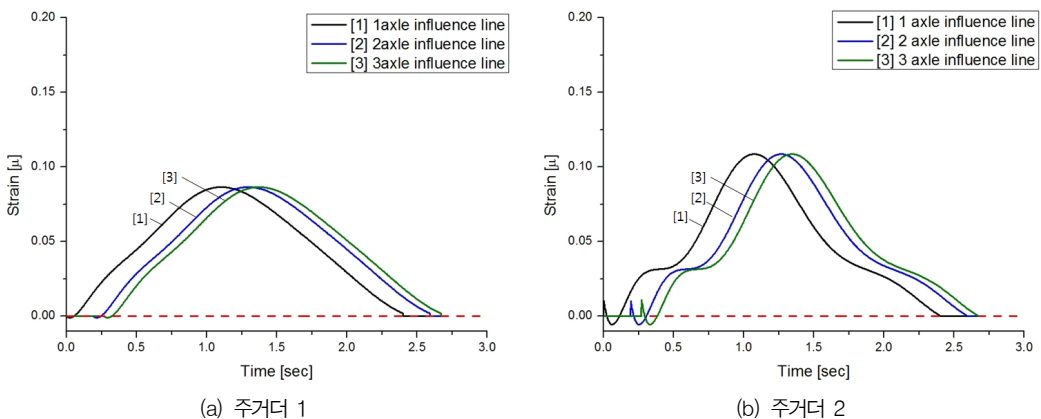 0.20
0.15
0.10
0.05
0.00
Strain [μ]
[1] 1axle influence line
[2] 2axle influence line
[3] 3axle influence line
[3]
[2]
[1]
0.0 0.5 1.0 1.5 2.0 2.5 3.0
Time [sec]
(a) 주거더 1
0.20
0.15
0.10
0.05
0.00
Strain [μ]
[1] 1 axle influence line
[2] 2 axle influence line
[3] 3 axle influence line
[3]
[2]
[1]
0.0 0.5 1.0 1.5 2.0 2.5 3.0
Time [sec]
(b) 주거더 2